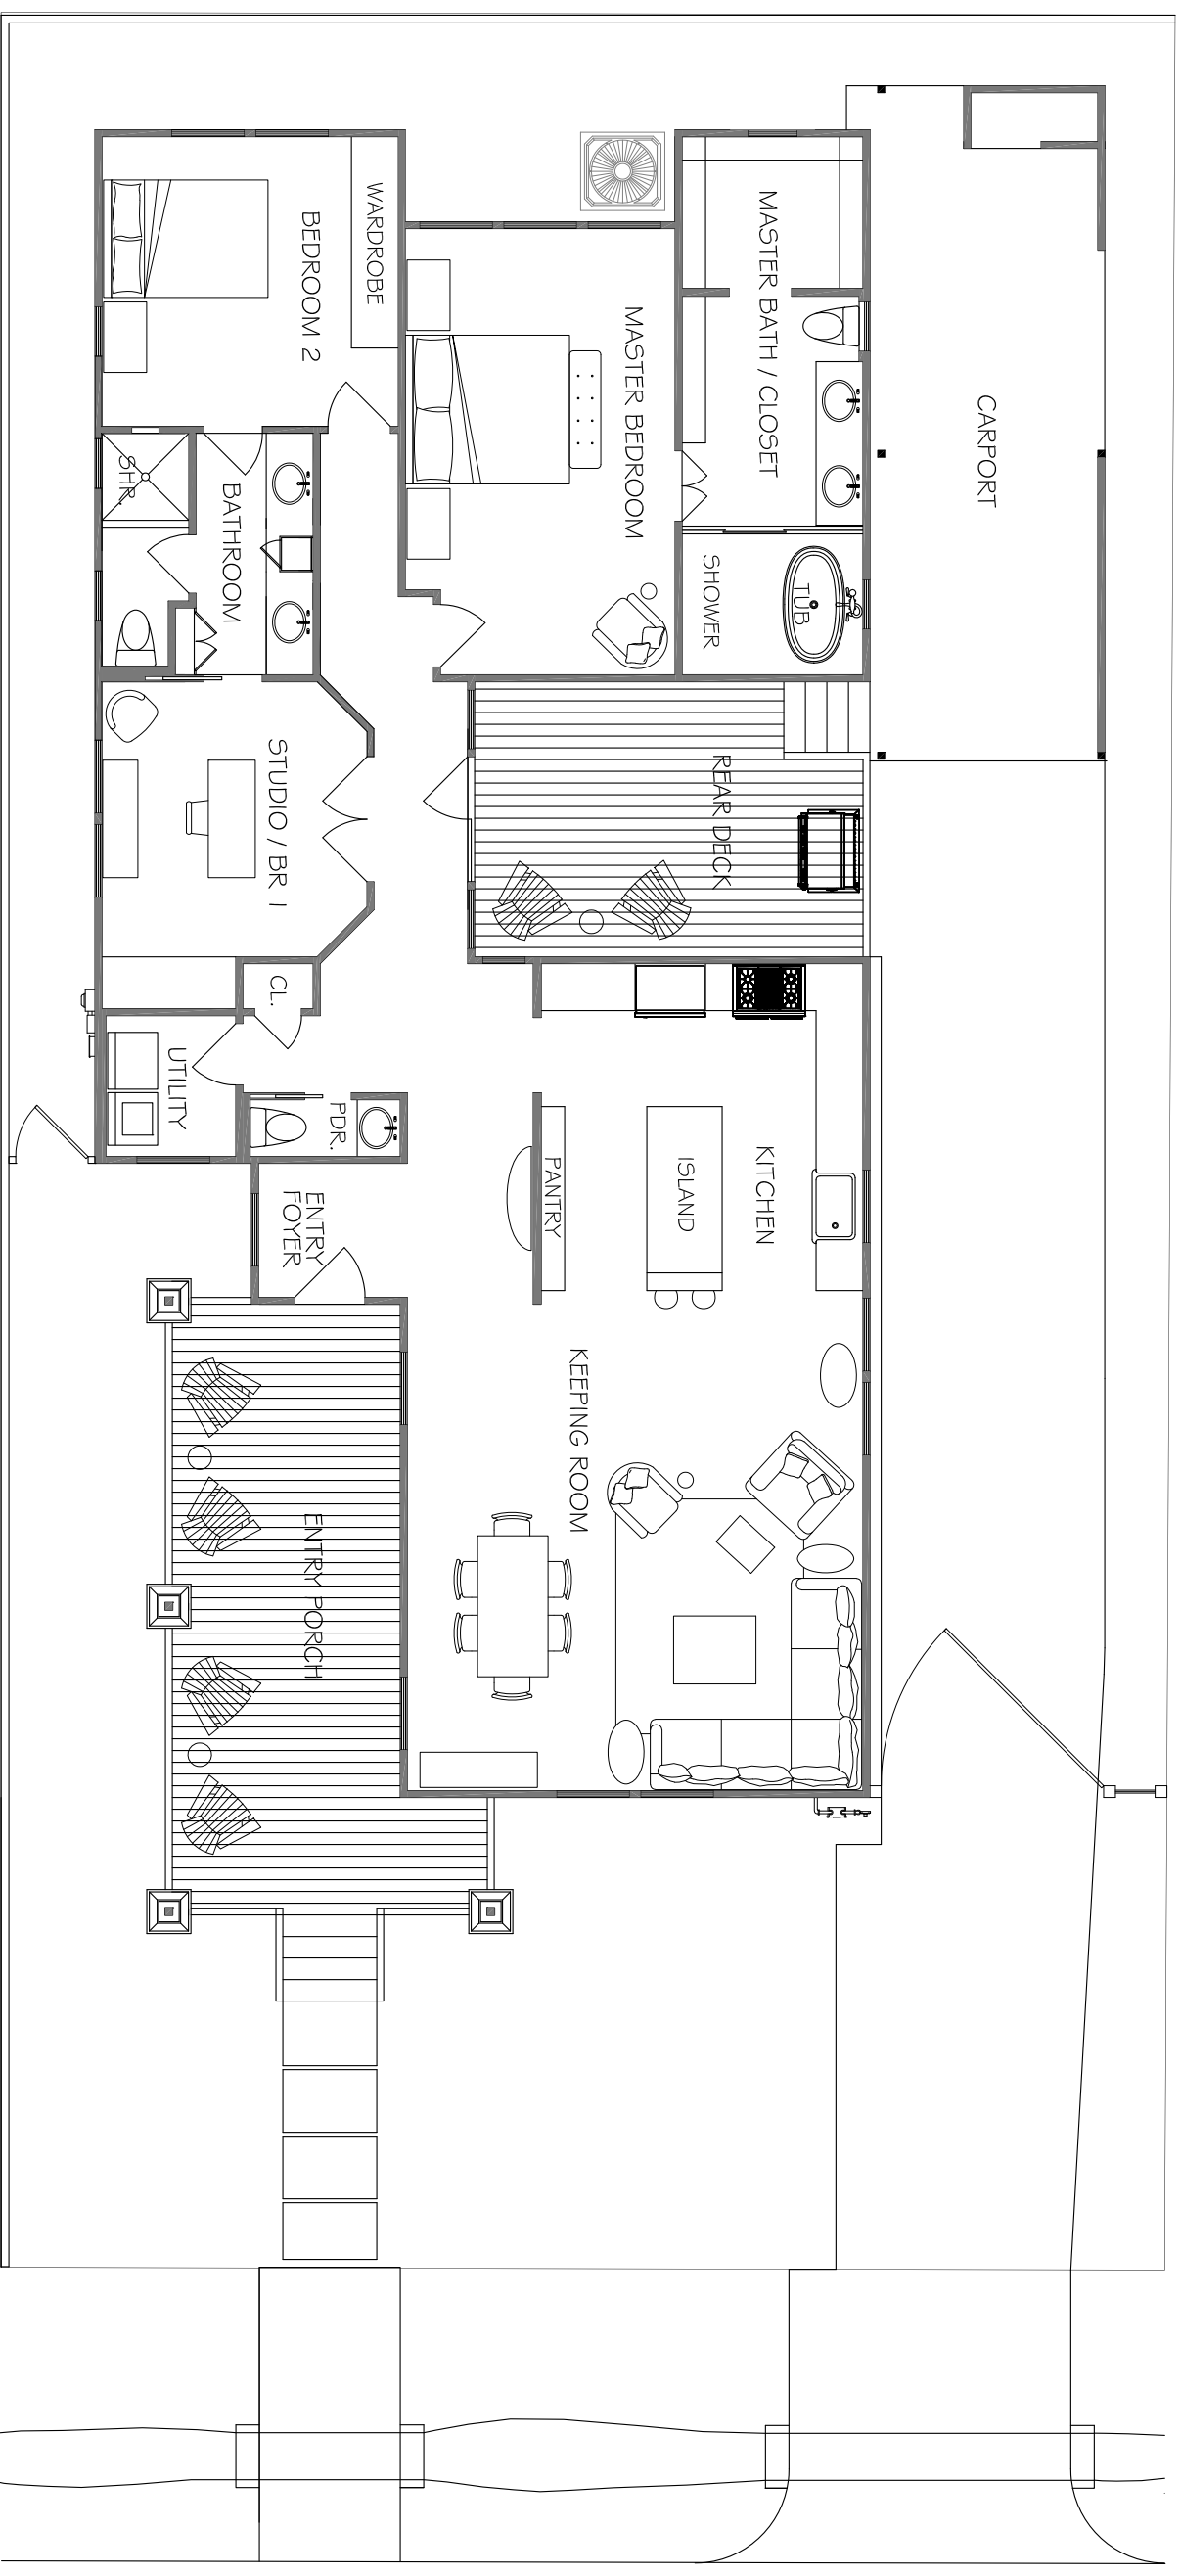 WARDROBE
BEDROOM 2
MASTER BEDROOM
MASTER BATH / CLOSET
CARPORT
SHR.
BATHROOM
SHOWER
TUB
STUDIO / BR 1
REAR DECK
CL.
UTILITY
PDR.
ENTRY
FOYER
PANTRY
ISLAND
KITCHEN
KEEPING ROOM
ENTRY PORCH